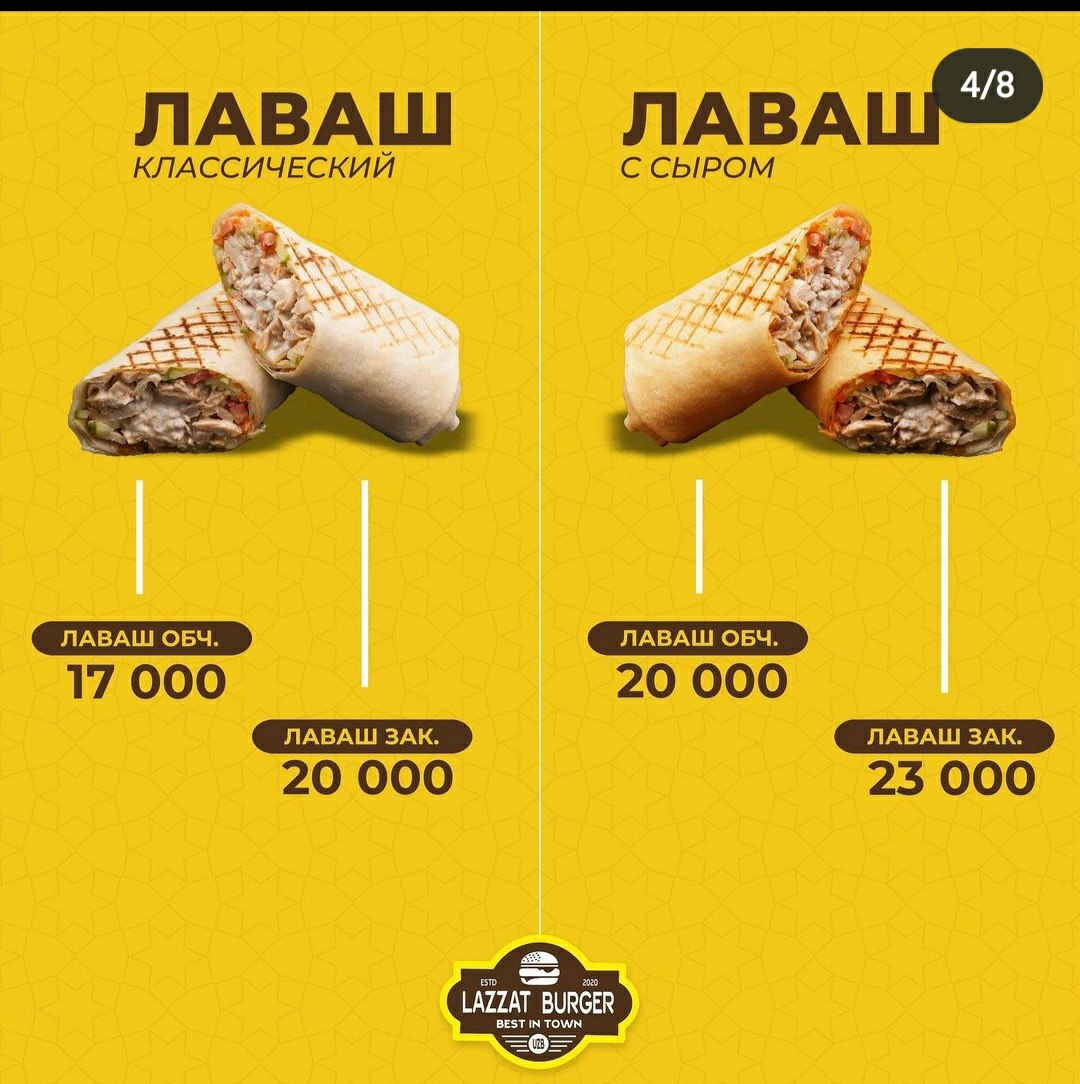 4/8
ЛАВАШ
КЛАССИЧЕСКИЙ
ЛАВАШ ОБЧ.
17 000
ЛАВАШ ЗАК.
20 000
ЛАВАШ
С СЫРОМ
ЛАВАШ ОБЧ.
20 000
ЛАВАШ ЗАК.
23 000
ESTD 2020
LAZZAT BURGER
BEST IN TOWN
UZB